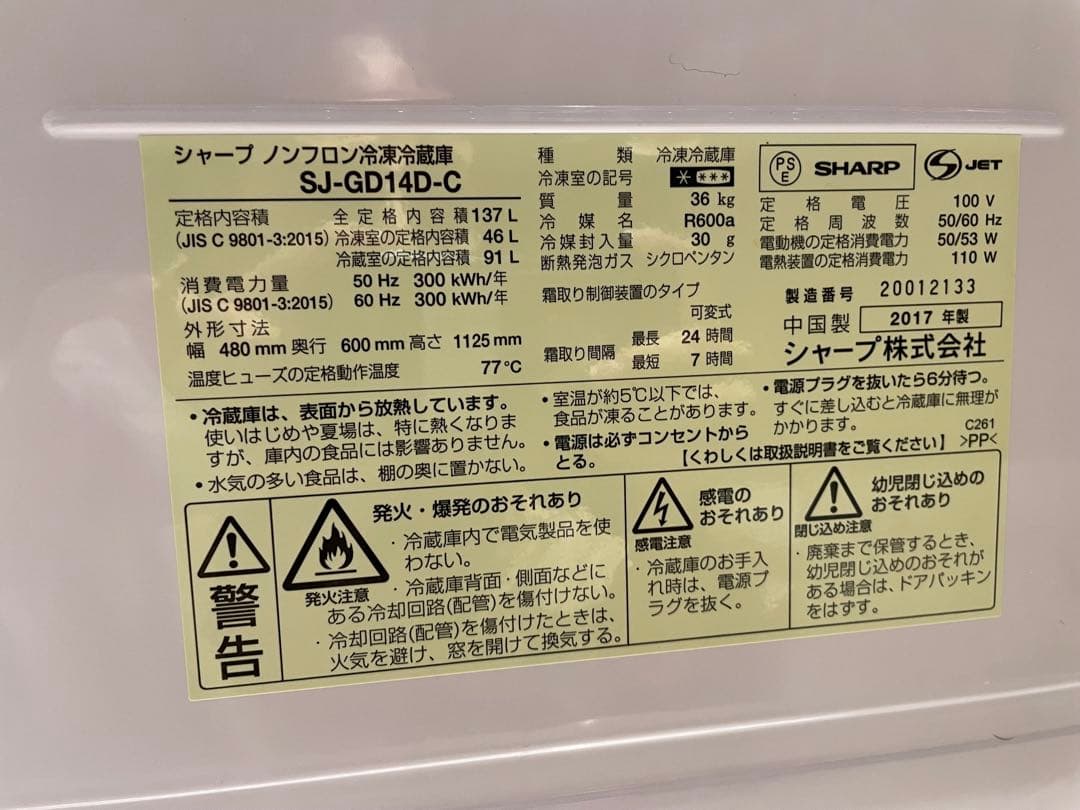 シャープ ノンフロン冷凍冷蔵庫
SJ-GD14D-C
定格内容積 全定格内容積 137 L
(JIS C 9801-3:2015) 冷凍室の定格内容積 46 L
冷蔵室の定格内容積 91 L
消費電力量 50 Hz 300 kWh/年
(JIS C 9801-3:2015) 60 Hz 300 kWh/年
外形寸法
幅 480 mm 奥行 600 mm 高さ 1125 mm
温度ヒューズの定格動作温度 77℃
種類 冷凍冷蔵庫
冷凍室の記号 * ***
質量 36 kg
冷媒名 R600a
冷媒封入量 30 g
断熱発泡ガス シクロペンタン
霜取り制御装置のタイプ
可変式
霜取り間隔 最長 24 時間
最短 7 時間
PSE SHARP JET
定格電圧 100 V
定格周波数 50/60 Hz
電動機の定格消費電力 50/53 W
電熱装置の定格消費電力 110 W
製造番号 20012133
中国製 2017 年製
シャープ株式会社
・冷蔵庫は、表面から放熱しています。
使いはじめや夏場は、特に熱くなりま
すが、庫内の食品には影響ありません。
・水気の多い食品は、棚の奥に置かない。
・室温が約5℃以下では、
食品が凍ることがあります。
・電源は必ずコンセントから
とる。
・電源プラグを抜いたら6分待つ。
すぐに差し込むと冷蔵庫に無理が
かかります。
C261
【くわしくは取扱説明書をご覧ください】 >PP<
警告
発火注意
発火・爆発のおそれあり
・冷蔵庫内で電気製品を使
わない。
・冷蔵庫背面・側面などに
ある冷却回路(配管)を傷付けない。
・冷却回路(配管)を傷付けたときは、
火気を避け、窓を開けて換気する。
感電注意
感電の
おそれあり
・冷蔵庫のお手入
れ時は、電源プ
ラグを抜く。
閉じ込め注意
幼児閉じ込めの
おそれあり
・廃棄まで保管するとき、
幼児閉じ込めのおそれが
ある場合は、ドアパッキン
をはずす。